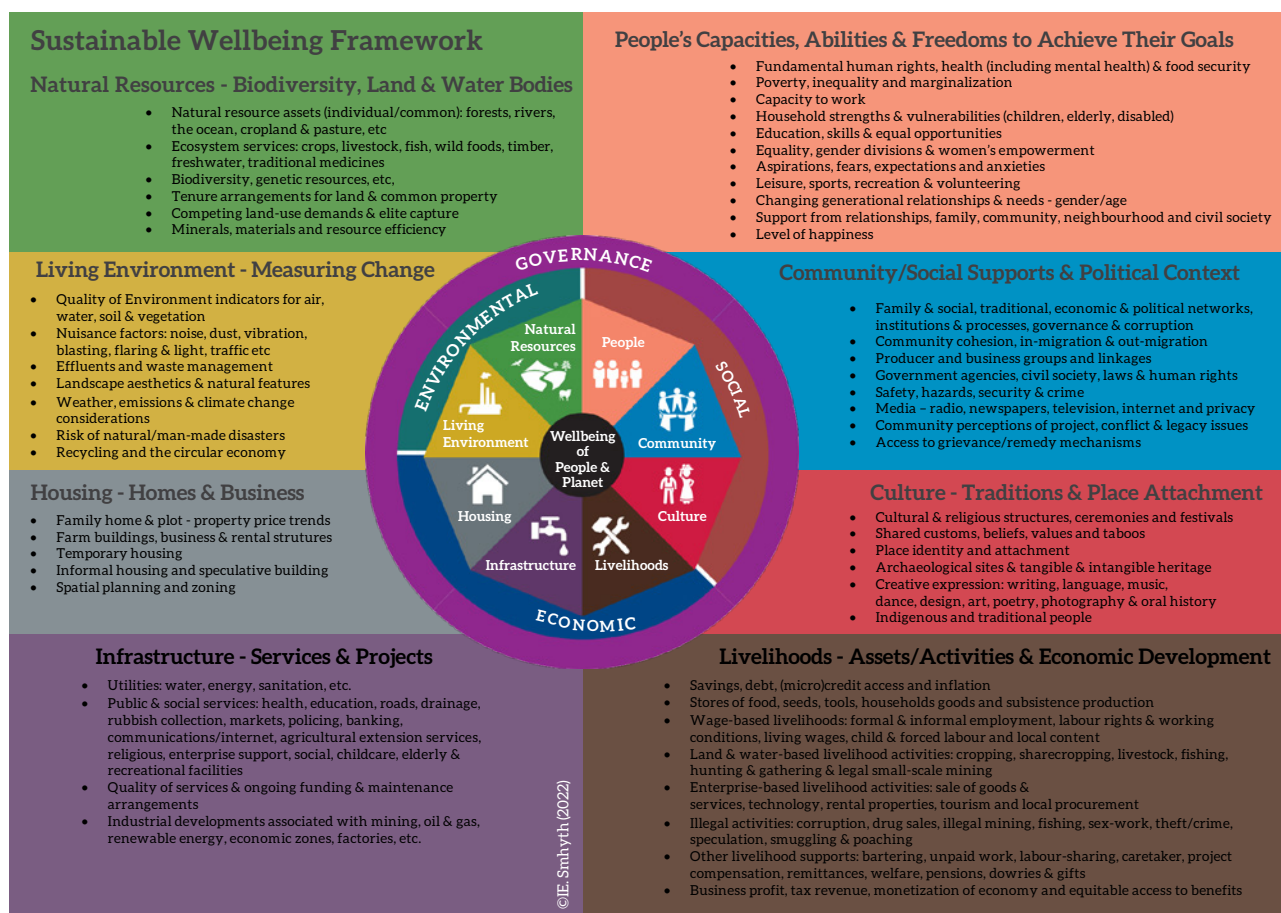 Sustainable Wellbeing Framework
Natural Resources - Biodiversity, Land & Water Bodies
• Natural resource assets (individual/common): forests, rivers,
the ocean, cropland & pasture, etc
• Ecosystem services: crops, livestock, fish, wild foods, timber,
freshwater, traditional medicines
• Biodiversity, genetic resources, etc,
• Tenure arrangements for land & common property
• Competing land-use demands & elite capture
• Minerals, materials and resource efficiency
People's Capacities, Abilities & Freedoms to Achieve Their Goals
• Fundamental human rights, health (including mental health) & food security
• Poverty, inequality and marginalization
• Capacity to work
• Household strengths & vulnerabilities (children, elderly, disabled)
• Education, skills & equal opportunities
• Equality, gender divisions & women's empowerment
• Aspirations, fears, expectations and anxieties
• Leisure, sports, recreation & volunteering
• Changing generational relationships & needs - gender/age
• Support from relationships, family, community, neighbourhood and civil society
• Level of happiness
Living Environment - Measuring Change
• Quality of Environment indicators for air,
water, soil & vegetation
• Nuisance factors: noise, dust, vibration,
blasting, flaring & light, traffic etc
• Effluents and waste management
• Landscape aesthetics & natural features
• Weather, emissions & climate change
considerations
• Risk of natural/man-made disasters
• Recycling and the circular economy
GOVERNANCE
ENVIRONMENTAL
SOCIAL
ECONOMIC
Natural
Resources
People
Living
Environment
Community
Wellbeing
of
People &
Planet
Housing
Culture
Infrastructure
Livelihoods
Community/Social Supports & Political Context
• Family & social, traditional, economic & political networks,
institutions & processes, governance & corruption
• Community cohesion, in-migration & out-migration
• Producer and business groups and linkages
• Government agencies, civil society, laws & human rights
• Safety, hazards, security & crime
• Media – radio, newspapers, television, internet and privacy
• Community perceptions of project, conflict & legacy issues
• Access to grievance/remedy mechanisms
Housing - Homes & Business
• Family home & plot - property price trends
• Farm buildings, business & rental strutures
• Temporary housing
• Informal housing and speculative building
• Spatial planning and zoning
Culture - Traditions & Place Attachment
• Cultural & religious structures, ceremonies and festivals
• Shared customs, beliefs, values and taboos
• Place identity and attachment
• Archaeological sites & tangible & intangible heritage
• Creative expression: writing, language, music,
dance, design, art, poetry, photography & oral history
• Indigenous and traditional people
Infrastructure - Services & Projects
• Utilities: water, energy, sanitation, etc.
• Public & social services: health, education, roads, drainage,
rubbish collection, markets, policing, banking,
communications/internet, agricultural extension services,
religious, enterprise support, social, childcare, elderly &
recreational facilities
• Quality of services & ongoing funding & maintenance
arrangements
• Industrial developments associated with mining, oil & gas,
renewable energy, economic zones, factories, etc.
©IE. Smhyth (2022)
Livelihoods - Assets/Activities & Economic Development
• Savings, debt, (micro)credit access and inflation
• Stores of food, seeds, tools, households goods and subsistence production
• Wage-based livelihoods: formal & informal employment, labour rights & working
conditions, living wages, child & forced labour and local content
• Land & water-based livelihood activities: cropping, sharecropping, livestock, fishing,
hunting & gathering & legal small-scale mining
• Enterprise-based livelihood activities: sale of goods &
services, technology, rental properties, tourism and local procurement
• Illegal activities: corruption, drug sales, illegal mining, fishing, sex-work, theft/crime,
speculation, smuggling & poaching
• Other livelihood supports: bartering, unpaid work, labour-sharing, caretaker, project
compensation, remittances, welfare, pensions, dowries & gifts
• Business profit, tax revenue, monetization of economy and equitable access to benefits